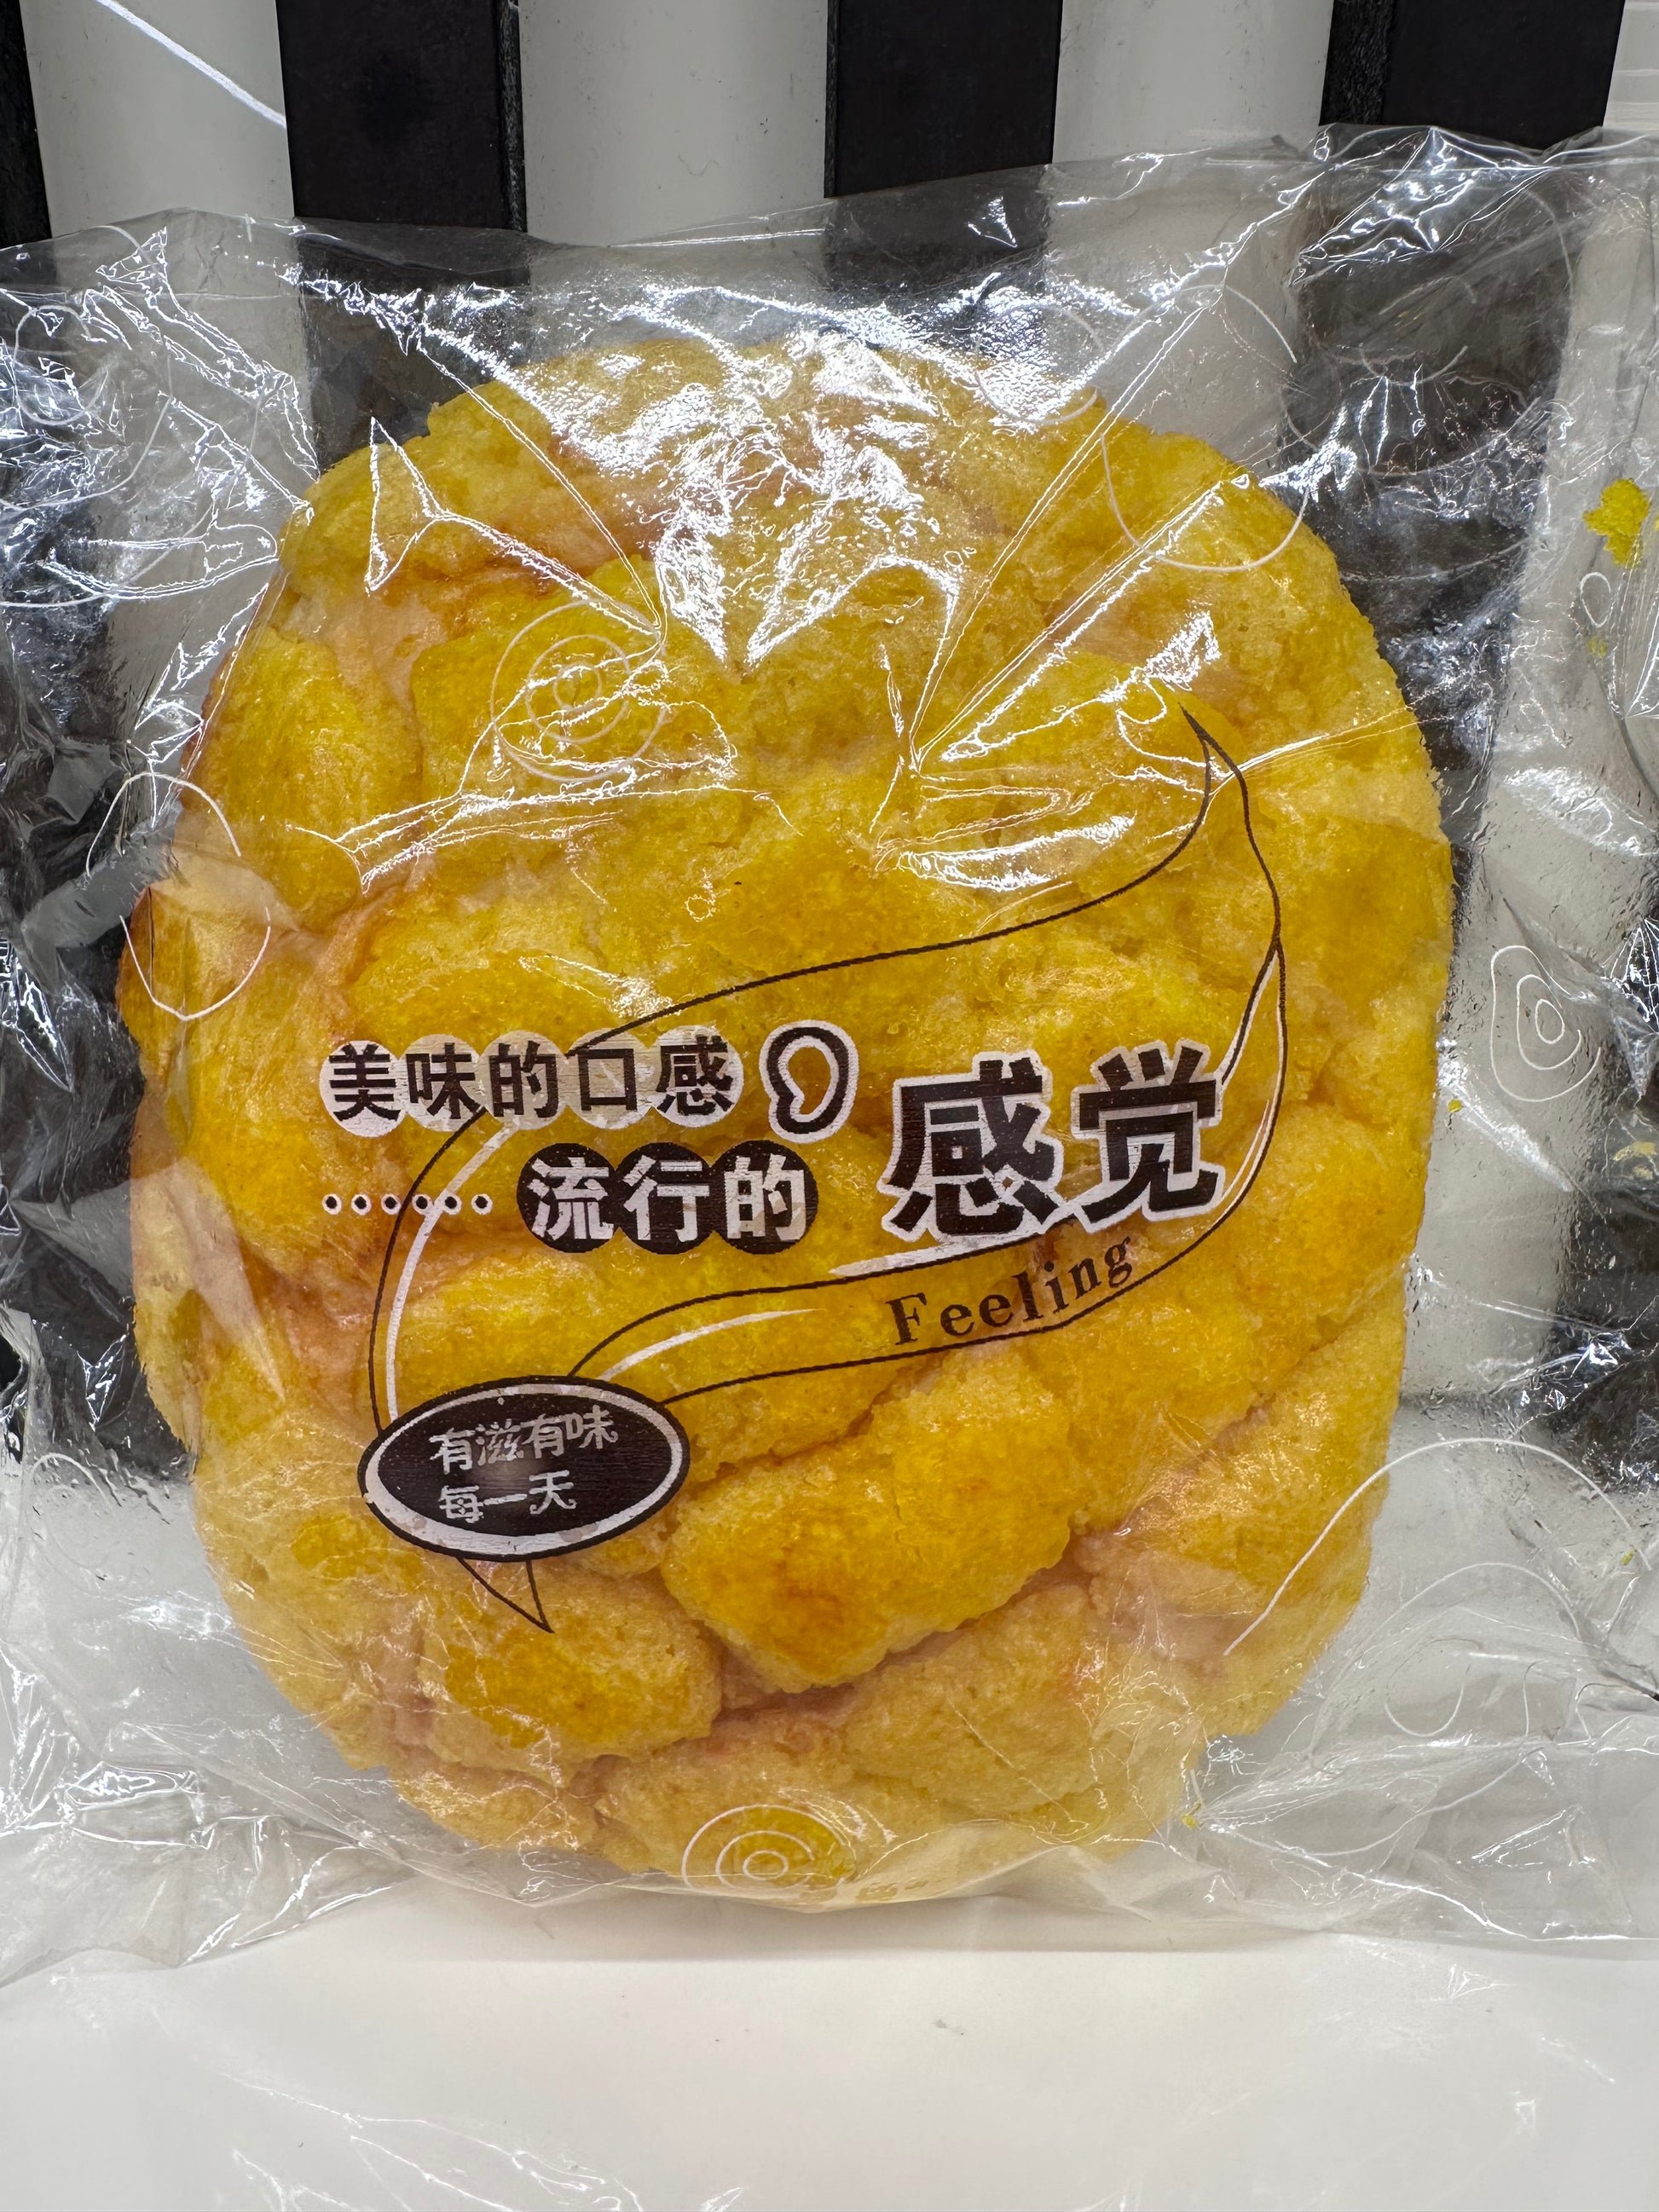 美味的口感
……流行的 感觉
Feeling
有滋有味
每一天